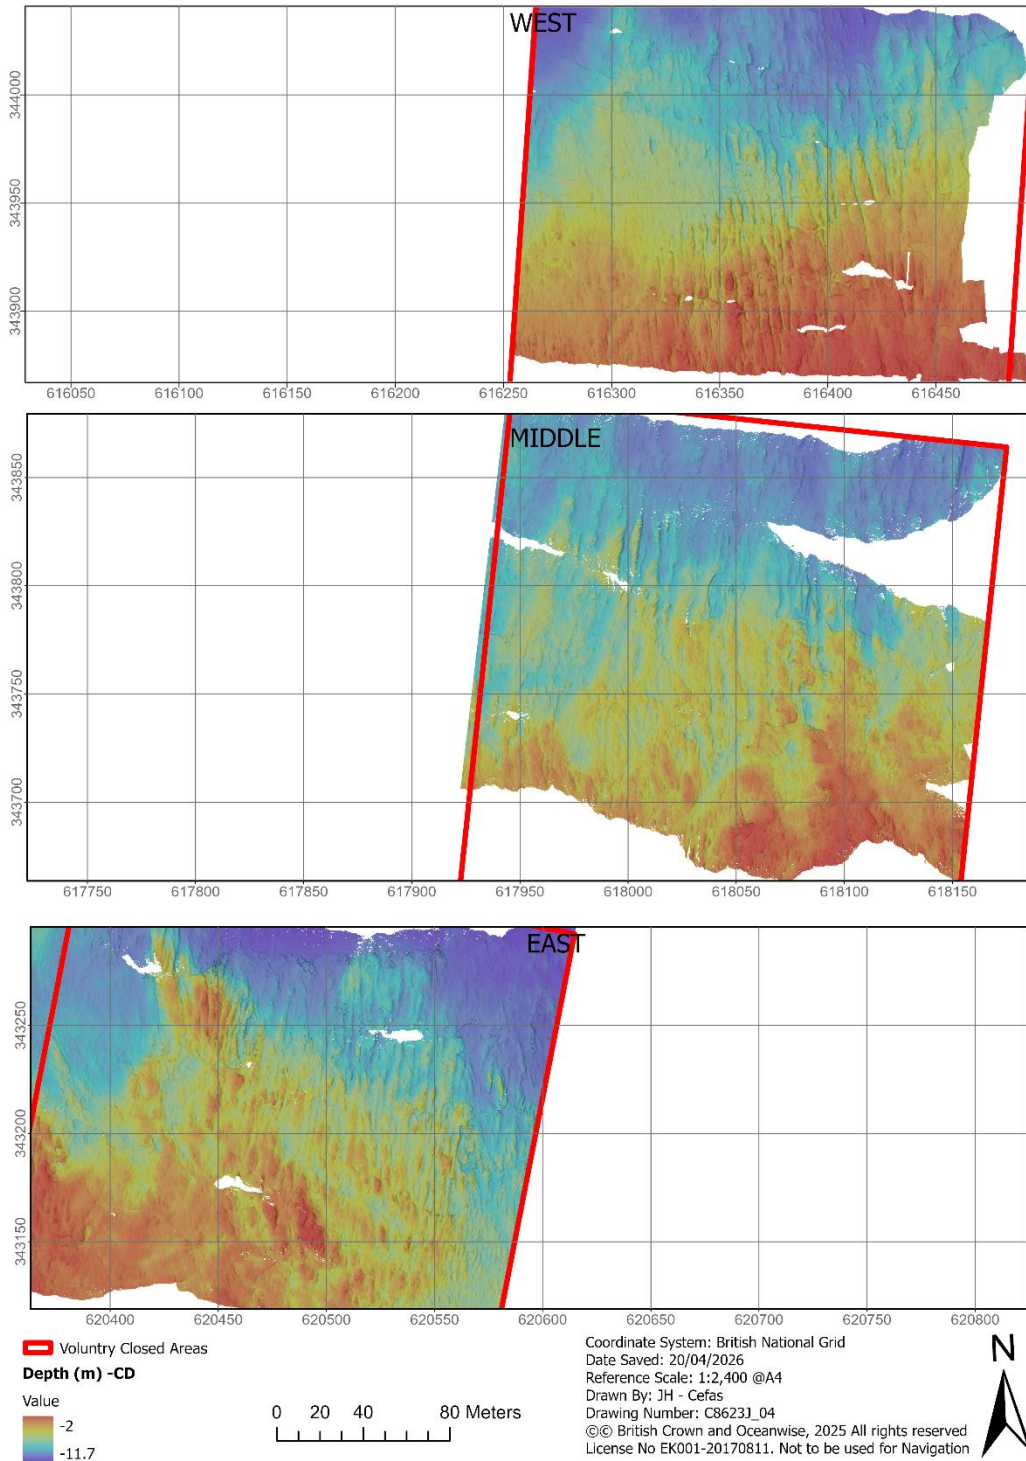 WEST
344000
343950
343900
616050 616100 616150 616200 616250 616300 616350 616400 616450
MIDDLE
343850
343800
343750
343700
617750 617800 617850 617900 617950 618000 618050 618100 618150
EAST
343250
343200
343150
620400 620450 620500 620550 620600 620650 620700 620750 620800
Voluntry Closed Areas
Depth (m) -CD
Value
-2
-11.7
0 20 40 80 Meters
Coordinate System: British National Grid
Date Saved: 20/04/2026
Reference Scale: 1:2,400 @A4
Drawn By: JH - Cefas
Drawing Number: C8623J_04
©© British Crown and Oceanwise, 2025 All rights reserved
License No EK001-20170811. Not to be used for Navigation
N